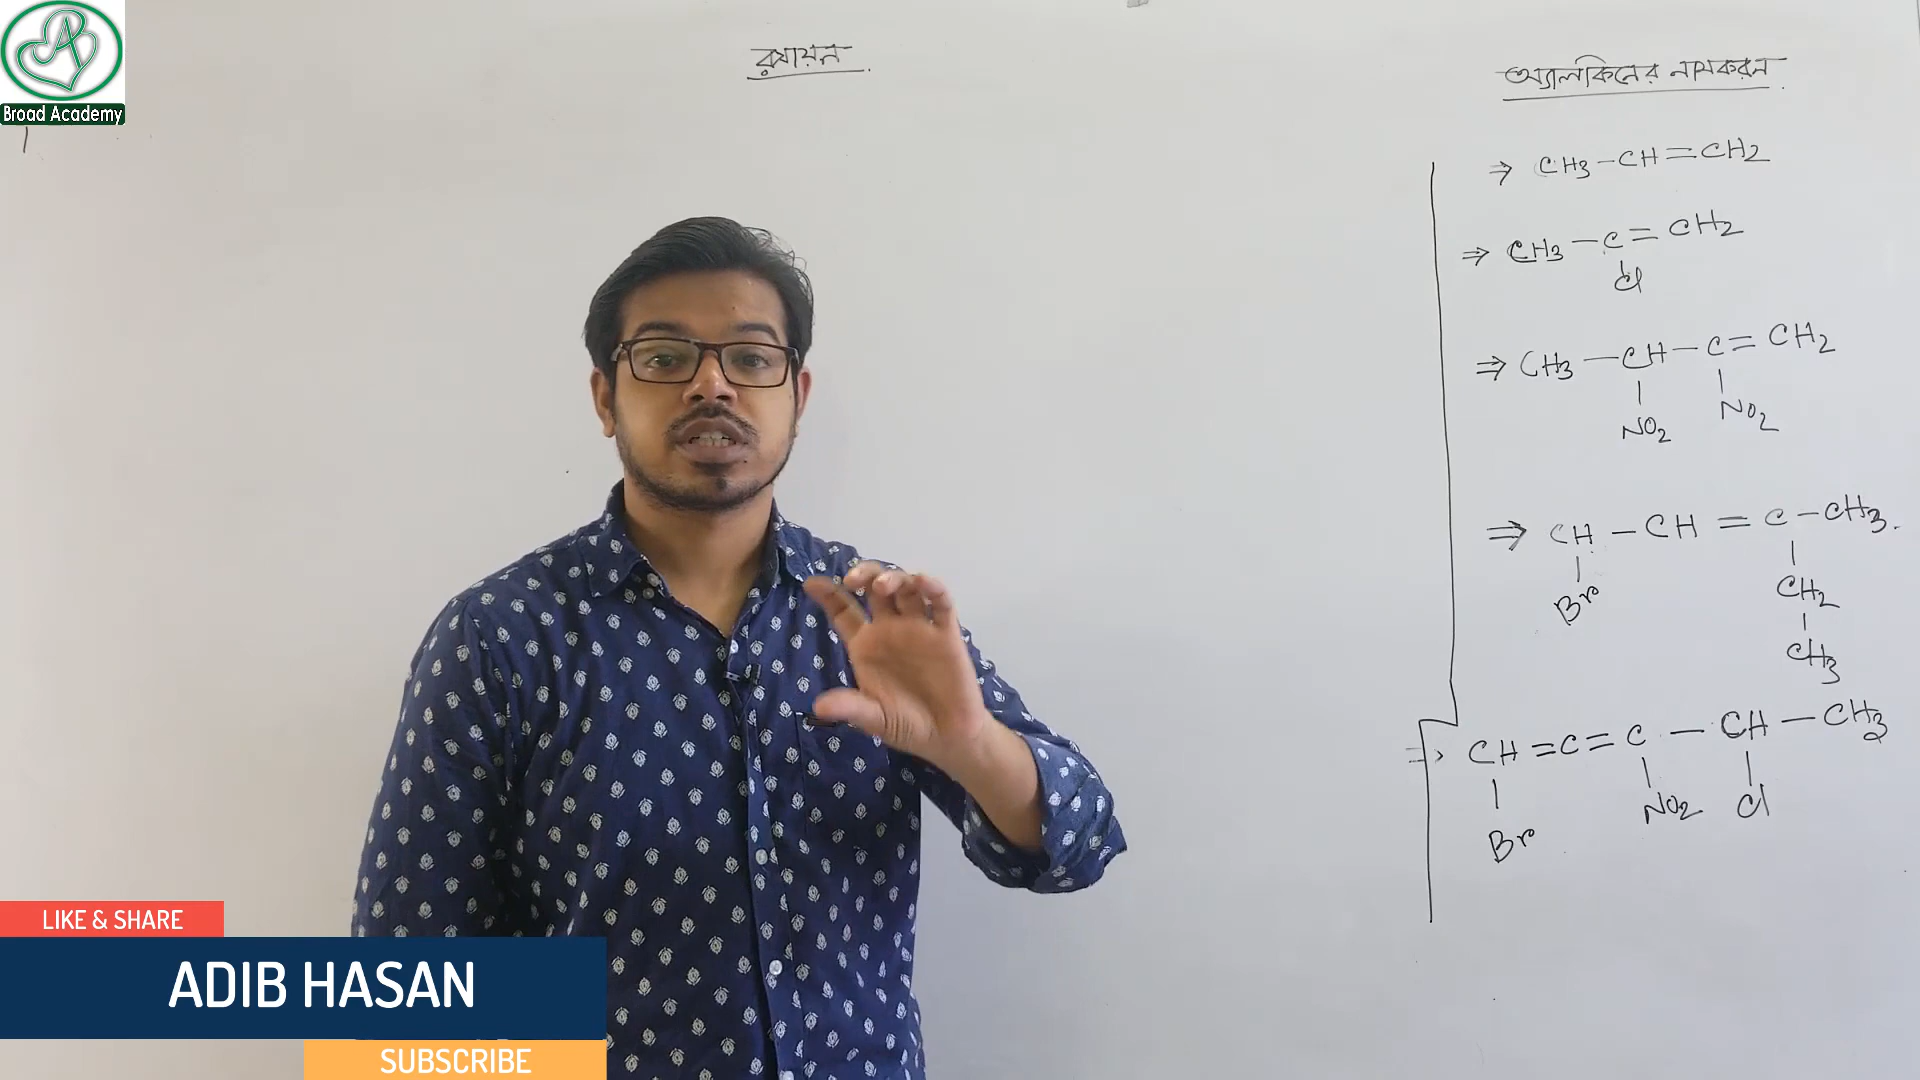 Broad Academy
রসায়ন
অ্যালকিনের নামকরন
⇒ CH3 – CH = CH2
⇒ CH3 – C = CH2
Cl
⇒ CH3 – CH – C = CH2
NO2 NO2
⇒ CH – CH = C – CH3.
Br CH2
CH3
⇒ CH = C = C – CH – CH3
Br NO2 Cl
LIKE & SHARE
ADIB HASAN
SUBSCRIBE